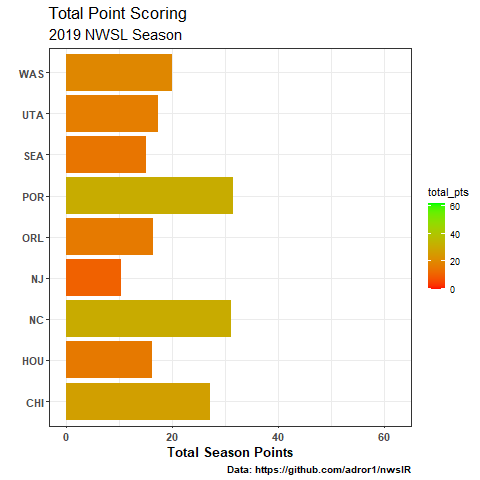 Total Point Scoring
2019 NWSL Season
WAS
UTA
SEA
POR
ORL
NJ
NC
HOU
CHI
0 20 40 60
Total Season Points
Data: https://github.com/adror1/nwslR
total_pts
60
40
20
0